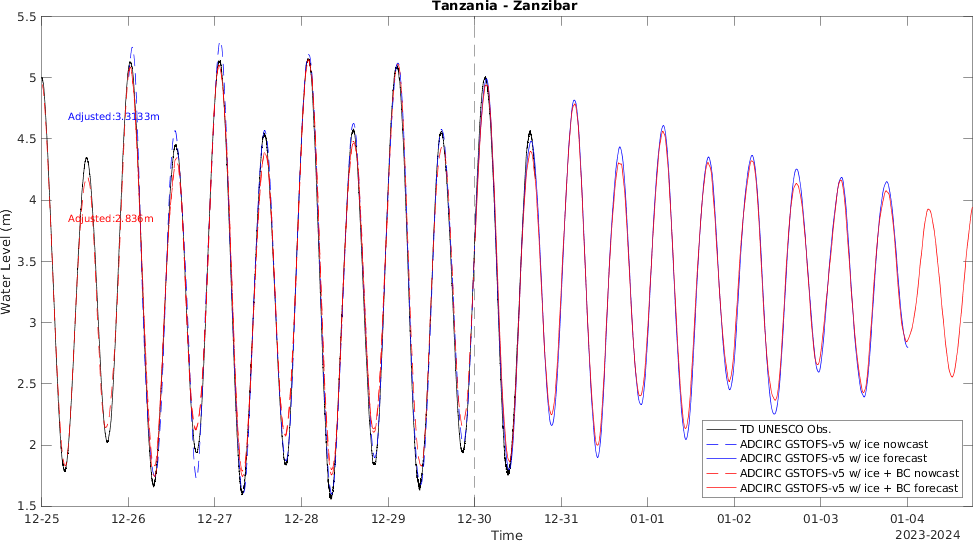 Tanzania - Zanzibar
5.5
5
4.5
4
3.5
3
2.5
2
1.5
Water Level (m)
Adjusted:3.3133m
Adjusted:2.836m
TD UNESCO Obs.
ADCIRC GSTOFS-v5 w/ ice nowcast
ADCIRC GSTOFS-v5 w/ ice forecast
ADCIRC GSTOFS-v5 w/ ice + BC nowcast
ADCIRC GSTOFS-v5 w/ ice + BC forecast
12-25 12-26 12-27 12-28 12-29 12-30 12-31 01-01 01-02 01-03 01-04
Time
2023-2024